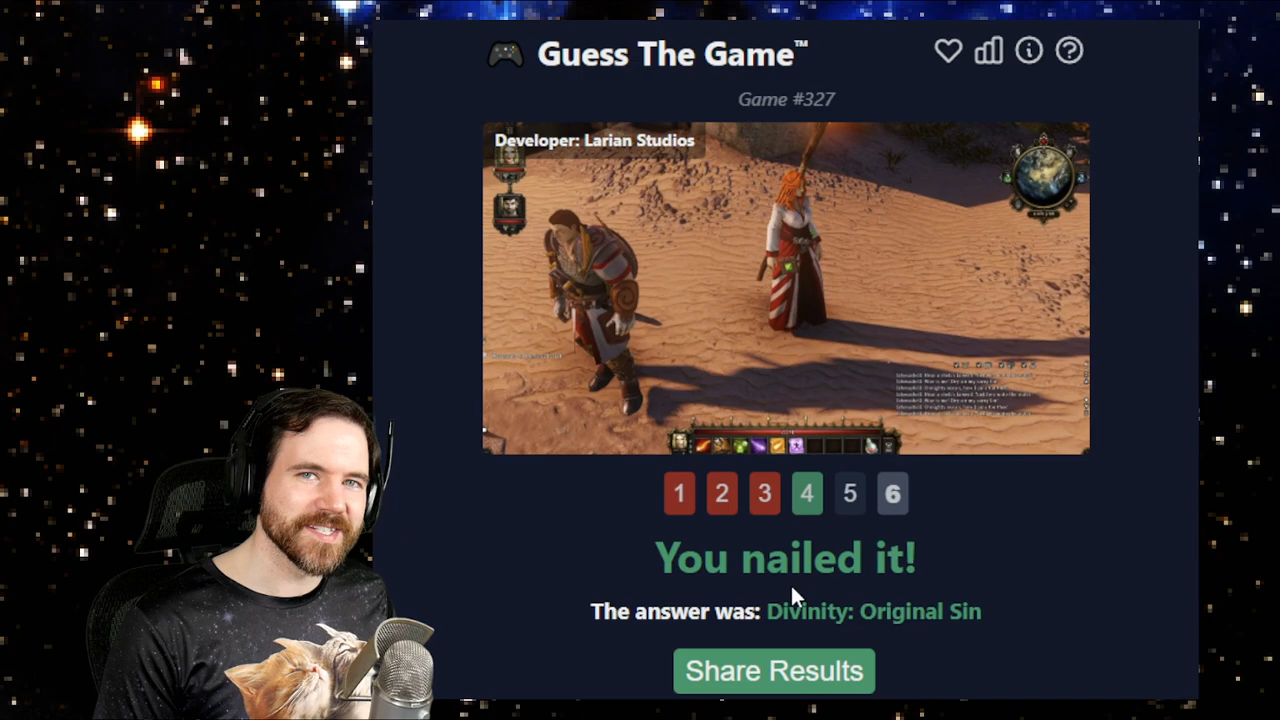 Guess The Game™
Game #327
Developer: Larian Studios
1 2 3 4 5 6
You nailed it!
The answer was: Divinity: Original Sin
Share Results